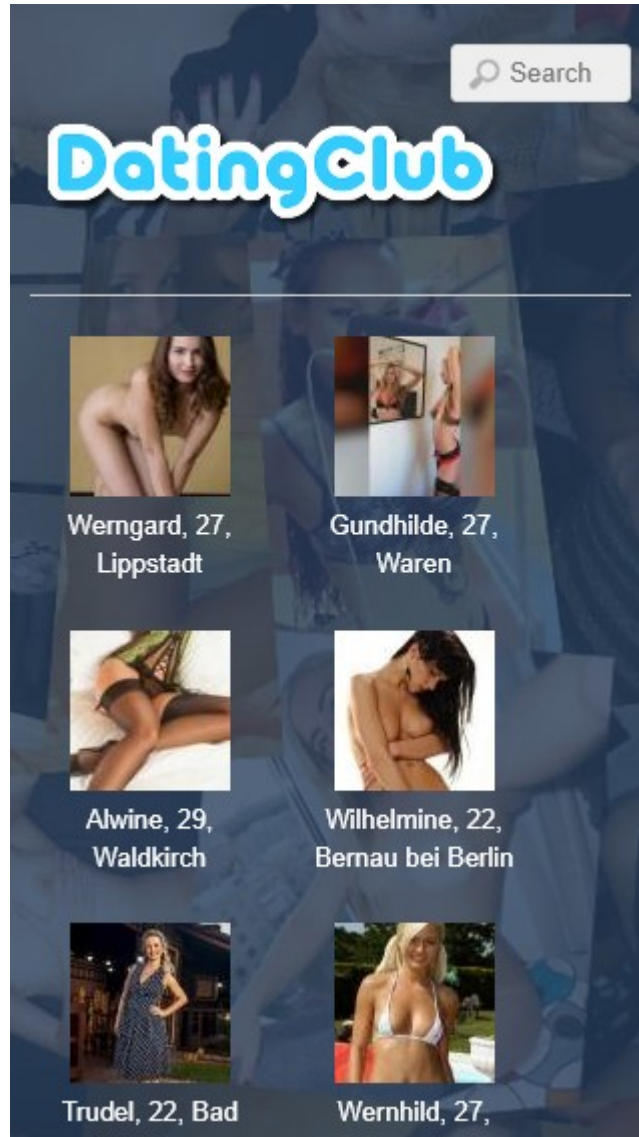 Search
DatingClub
Werngard, 27,
Lippstadt
Gundhilde, 27,
Waren
Alwine, 29,
Waldkirch
Wilhelmine, 22,
Bernau bei Berlin
Trudel, 22, Bad
Wernhild, 27,